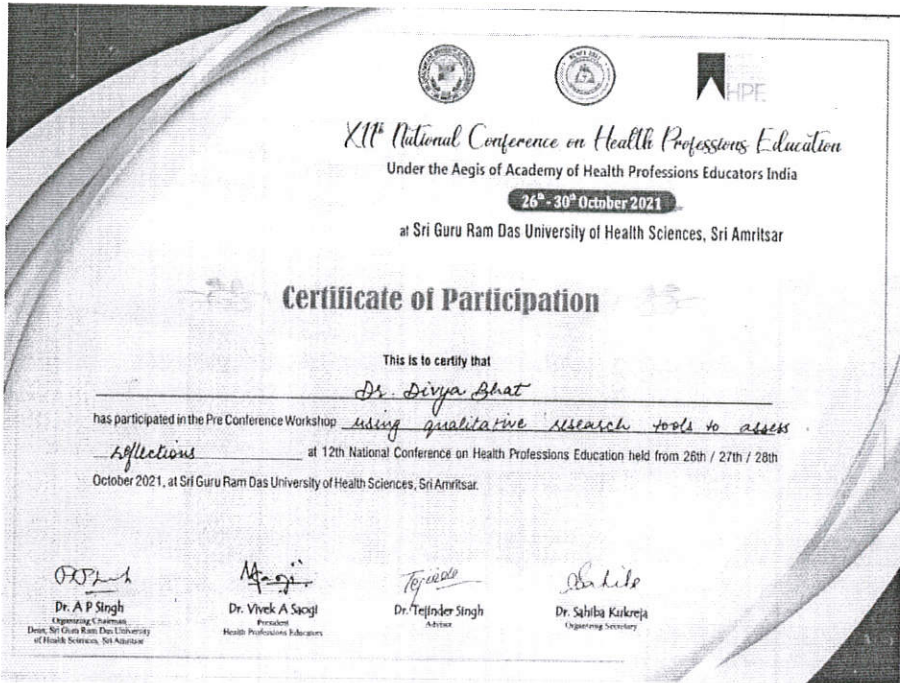 HPE
XIIth National Conference on Health Professions Education
Under the Aegis of Academy of Health Professions Educators India
26th - 30th October 2021
at Sri Guru Ram Das University of Health Sciences, Sri Amritsar
Certificate of Participation
This is to certify that
Dr. Divya Bhat
has participated in the Pre Conference Workshop using qualitative research tools to assess
reflections at 12th National Conference on Health Professions Education held from 26th / 27th / 28th
October 2021, at Sri Guru Ram Das University of Health Sciences, Sri Amritsar.
Dr. A P Singh
Organizing Chairman
Dean, Sri Guru Ram Das University
of Health Sciences, Sri Amritsar
Dr. Vivek A Saoji
President
Health Professions Educators
Dr. Tejinder Singh
Advisor
Dr. Sahiba Kukreja
Organizing Secretary